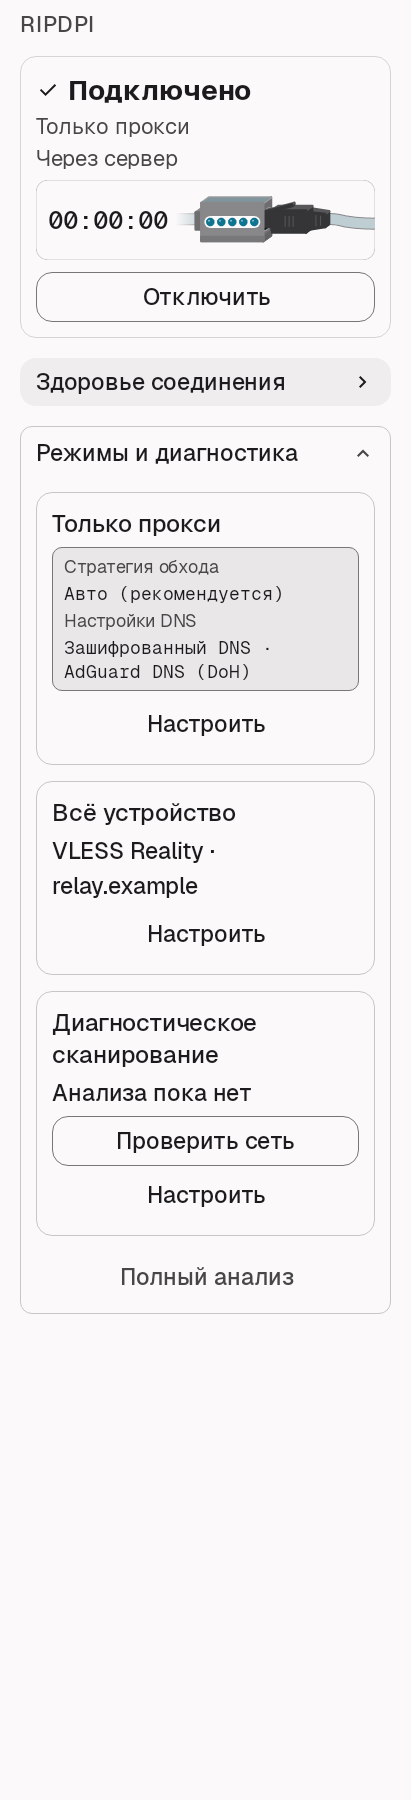 RIPDPI
Подключено
Только прокси
Через сервер
00:00:00
Отключить
Здоровье соединения
Режимы и диагностика
Только прокси
Стратегия обхода
Авто (рекомендуется)
Настройки DNS
Зашифрованный DNS ·
AdGuard DNS (DoH)
Настроить
Всё устройство
VLESS Reality ·
relay.example
Настроить
Диагностическое
сканирование
Анализа пока нет
Проверить сеть
Настроить
Полный анализ